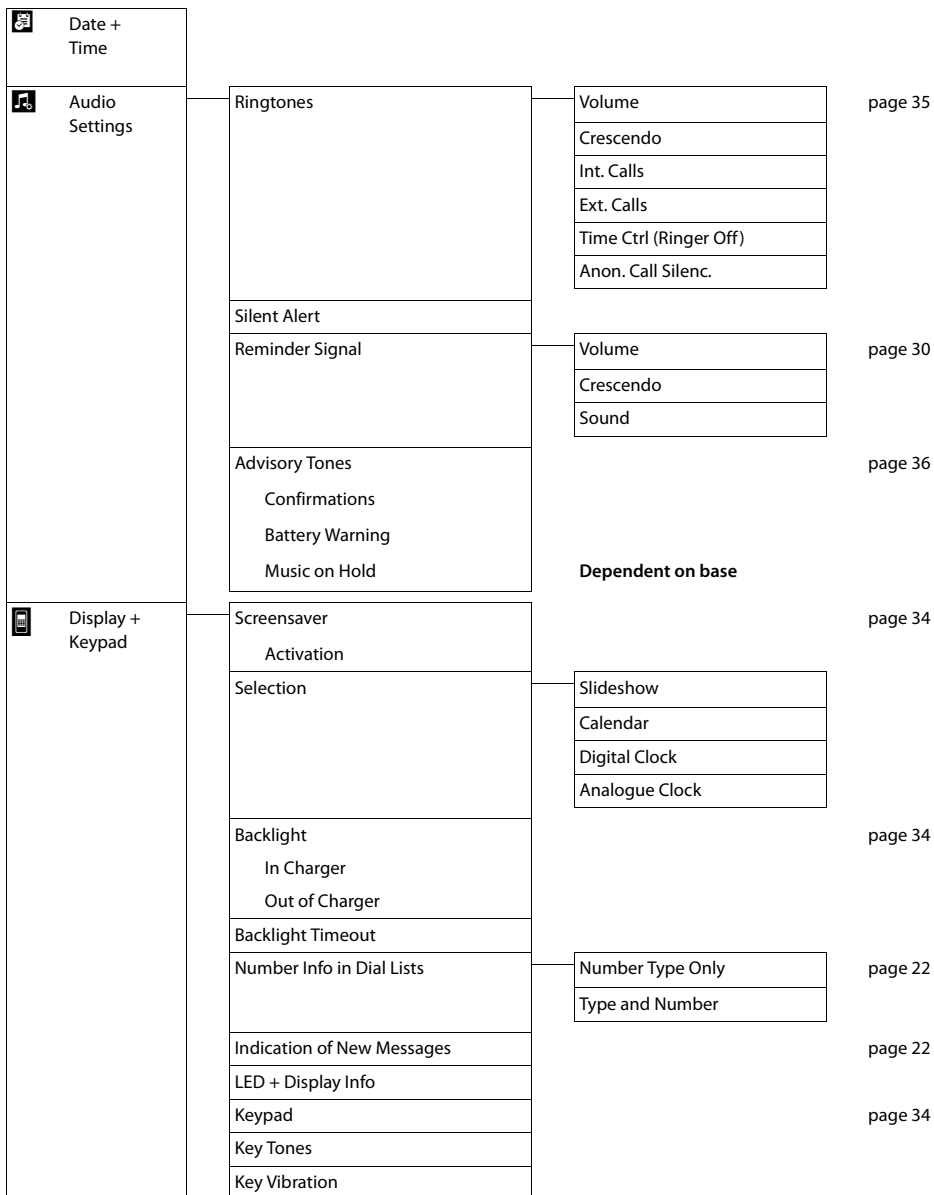 Date +
Time
Audio
Settings
Ringtones
Volume
page 35
Crescendo
Int. Calls
Ext. Calls
Time Ctrl (Ringer Off)
Anon. Call Silenc.
Silent Alert
Reminder Signal
Volume
page 30
Crescendo
Sound
Advisory Tones
page 36
Confirmations
Battery Warning
Music on Hold
Dependent on base
Display +
Keypad
Screensaver
page 34
Activation
Selection
Slideshow
Calendar
Digital Clock
Analogue Clock
Backlight
page 34
In Charger
Out of Charger
Backlight Timeout
Number Info in Dial Lists
Number Type Only
page 22
Type and Number
Indication of New Messages
page 22
LED + Display Info
Keypad
page 34
Key Tones
Key Vibration